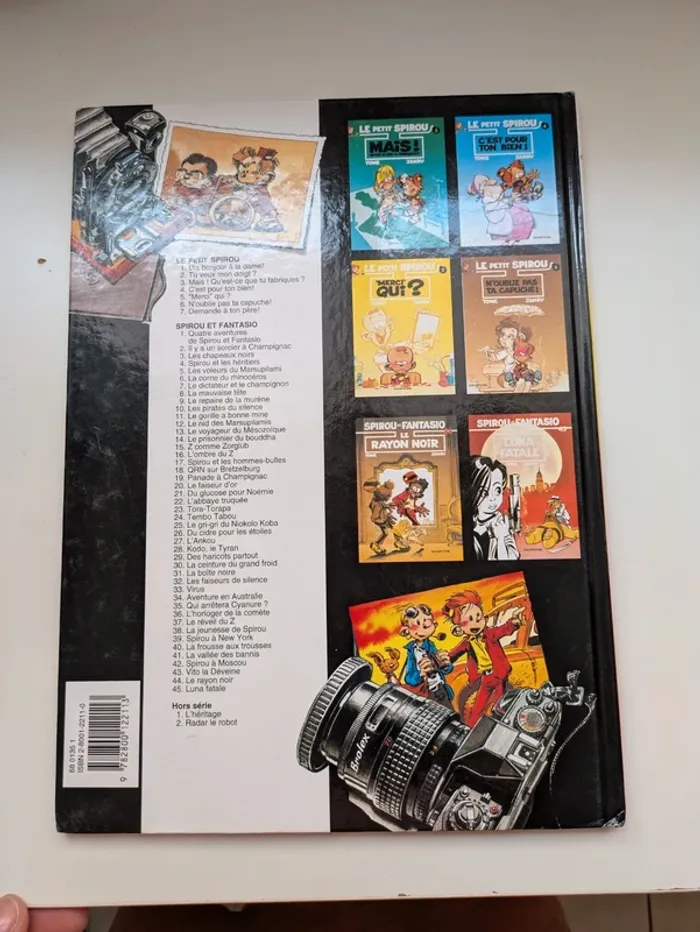 LE PETIT SPIROU
1. Dis bonjour à la dame!
2. Tu veux mon doigt ?
3. Mais ! Qu'est-ce que tu fabriques ?
4. C'est pour ton bien!
5. "Merci" qui ?
6. N'oublie pas ta capuche!
7. Demande à ton père!
SPIROU ET FANTASIO
1. Quatre aventures
de Spirou et Fantasio
2. Il y a un sorcier à Champignac
3. Les chapeaux noirs
4. Spirou et les héritiers
5. Les voleurs du Marsupilami
6. La corne du rhinocéros
7. Le dictateur et le champignon
8. La mauvaise tête
9. Le repaire de la murène
10. Les pirates du silence
11. Le gorille a bonne mine
12. Le nid des Marsupilamis
13. Le voyageur du Mésozoïque
14. Le prisonnier du bouddha
15. Z comme Zorglub
16. L'ombre du Z
17. Spirou et les hommes-bulles
18. QRN sur Bretzelburg
19. Panade à Champignac
20. Le faiseur d'or
21. Du glucose pour Noémie
22. L'abbaye truquée
23. Tora-Torapa
24. Tembo Tabou
25. Le gri-gri du Niokolo Koba
26. Du cidre pour les étoiles
27. L'Ankou
28. Kodo, le Tyran
29. Des haricots partout
30. La ceinture du grand froid
31. La boîte noire
32. Les faiseurs de silence
33. Virus
34. Aventure en Australie
35. Qui arrêtera Cyanure ?
36. L'horloger de la comète
37. Le réveil du Z
38. La jeunesse de Spirou
39. Spirou à New York
40. La frousse aux trousses
41. La vallée des bannis
42. Spirou à Moscou
43. Vito la Déveine
44. Le rayon noir
45. Luna fatale
Hors série
1. L'héritage
2. Radar le robot
68 0135 1
ISBN 2-8001-2211-0
9 782800 122113
LE PETIT SPIROU
MAIS!
TOME JANRY
LE PETIT SPIROU
C'EST POUR
TON BIEN!
TOME JANRY
LE PETIT SPIROU
"MERCI"
QUI?
TOME JANRY
LE PETIT SPIROU
N'OUBLIE PAS
TA CAPUCHE!
TOME JANRY
SPIROU ET FANTASIO
LE
RAYON NOIR
TOME JANRY
SPIROU ET FANTASIO
LUNA
FATALE
Brolex